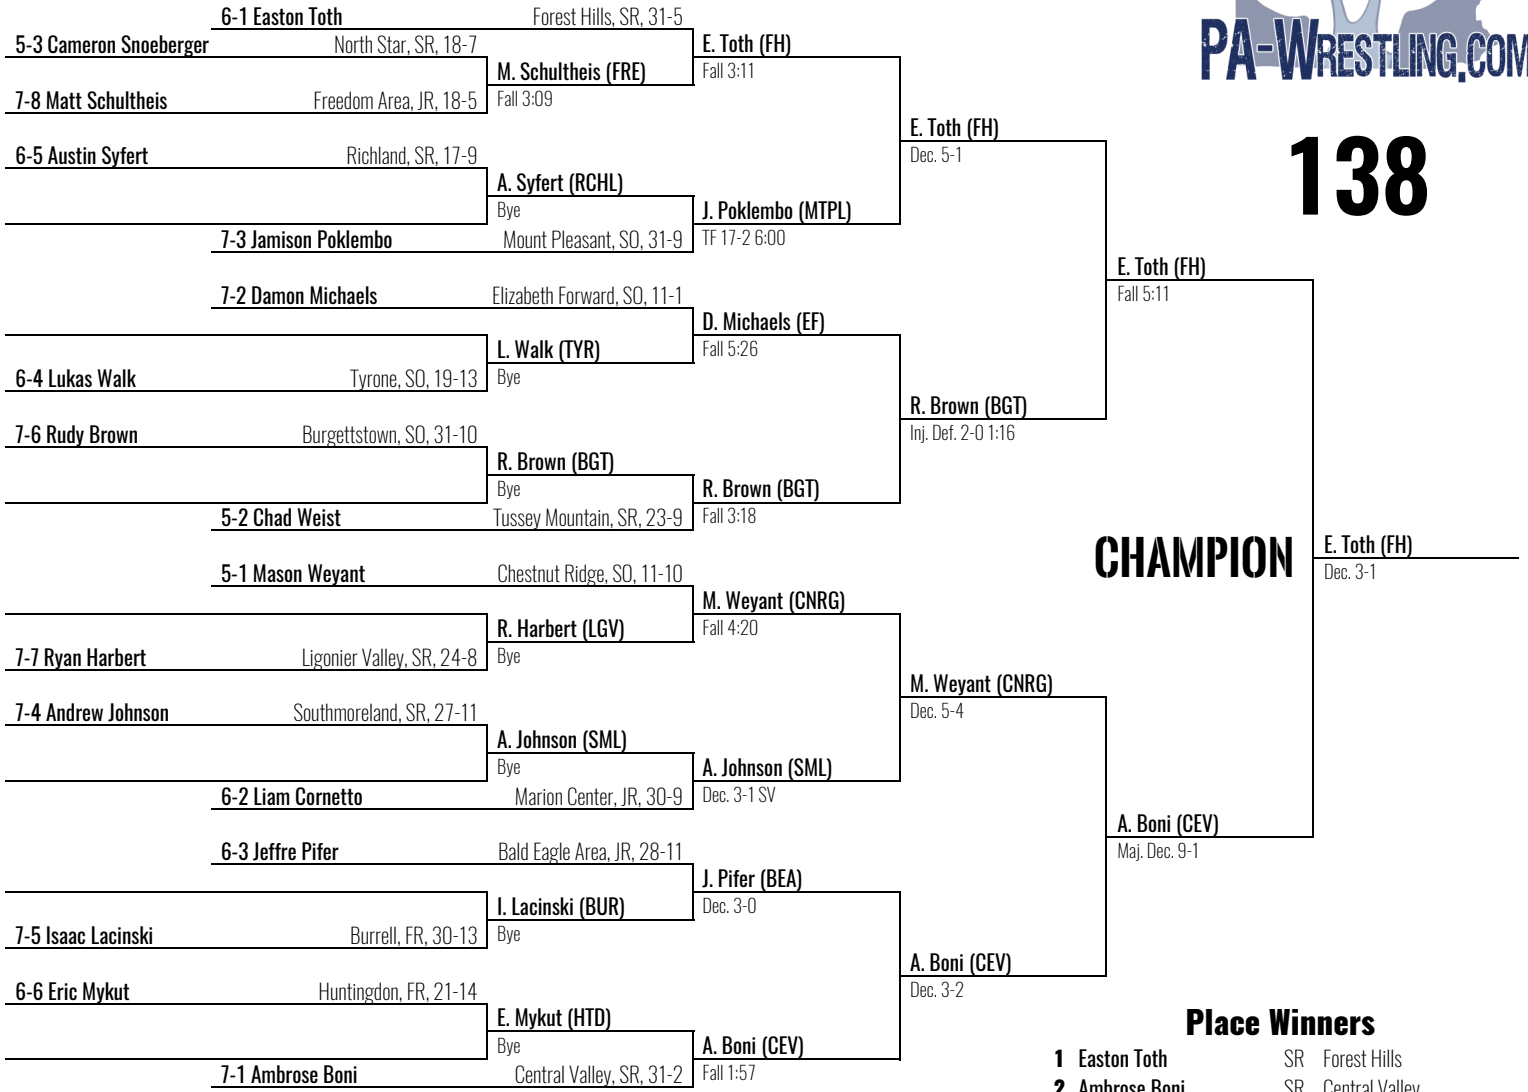 6-1 Easton Toth Forest Hills, SR, 31-5
5-3 Cameron Snoeberger North Star, SR, 18-7
7-8 Matt Schultheis Freedom Area, JR, 18-5
6-5 Austin Syfert Richland, SR, 17-9
7-3 Jamison Poklembo Mount Pleasant, SO, 31-9
7-2 Damon Michaels Elizabeth Forward, SO, 11-1
6-4 Lukas Walk Tyrone, SO, 19-13
7-6 Rudy Brown Burgettstown, SO, 31-10
5-2 Chad Weist Tussey Mountain, SR, 23-9
5-1 Mason Weyant Chestnut Ridge, SO, 11-10
7-7 Ryan Harbert Ligonier Valley, SR, 24-8
7-4 Andrew Johnson Southmoreland, SR, 27-11
6-2 Liam Cornetto Marion Center, JR, 30-9
6-3 Jeffre Pifer Bald Eagle Area, JR, 28-11
7-5 Isaac Lacinski Burrell, FR, 30-13
6-6 Eric Mykut Huntingdon, FR, 21-14
7-1 Ambrose Boni Central Valley, SR, 31-2
M. Schultheis (FRE)
Fall 3:09
A. Syfert (RCHL)
Bye
L. Walk (TYR)
Bye
R. Brown (BGT)
Bye
R. Harbert (LGV)
Bye
A. Johnson (SML)
Bye
I. Lacinski (BUR)
Bye
E. Mykut (HTD)
Bye
E. Toth (FH)
Fall 3:11
J. Poklembo (MTPL)
TF 17-2 6:00
D. Michaels (EF)
Fall 5:26
R. Brown (BGT)
Fall 3:18
M. Weyant (CNRG)
Fall 4:20
A. Johnson (SML)
Dec. 3-1 SV
J. Pifer (BEA)
Dec. 3-0
A. Boni (CEV)
Fall 1:57
E. Toth (FH)
Dec. 5-1
R. Brown (BGT)
Inj. Def. 2-0 1:16
M. Weyant (CNRG)
Dec. 5-4
A. Boni (CEV)
Dec. 3-2
E. Toth (FH)
Fall 5:11
A. Boni (CEV)
Maj. Dec. 9-1
CHAMPION
E. Toth (FH)
Dec. 3-1
PA-WRESTLING.COM
138
Place Winners
1 Easton Toth SR Forest Hills
2 Ambrose Boni SR Central Valley